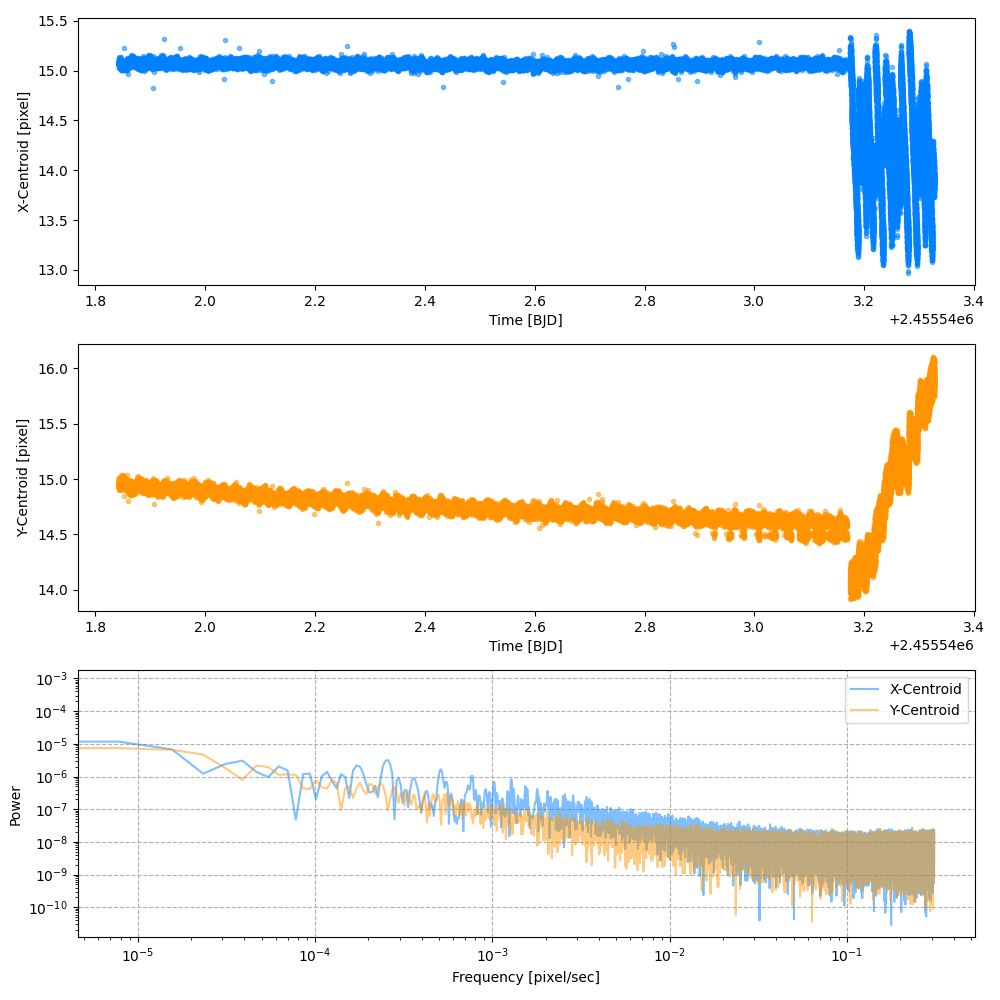 15.5
15.0
14.5
14.0
13.5
13.0
X-Centroid [pixel]
1.8 2.0 2.2 2.4 2.6 2.8 3.0 3.2 3.4
Time [BJD]
+2.45554e6
16.0
15.5
15.0
14.5
14.0
Y-Centroid [pixel]
1.8 2.0 2.2 2.4 2.6 2.8 3.0 3.2 3.4
Time [BJD]
+2.45554e6
10⁻³
10⁻⁴
10⁻⁵
10⁻⁶
10⁻⁷
10⁻⁸
10⁻⁹
10⁻¹⁰
Power
X-Centroid
Y-Centroid
10⁻⁵ 10⁻⁴ 10⁻³ 10⁻² 10⁻¹
Frequency [pixel/sec]